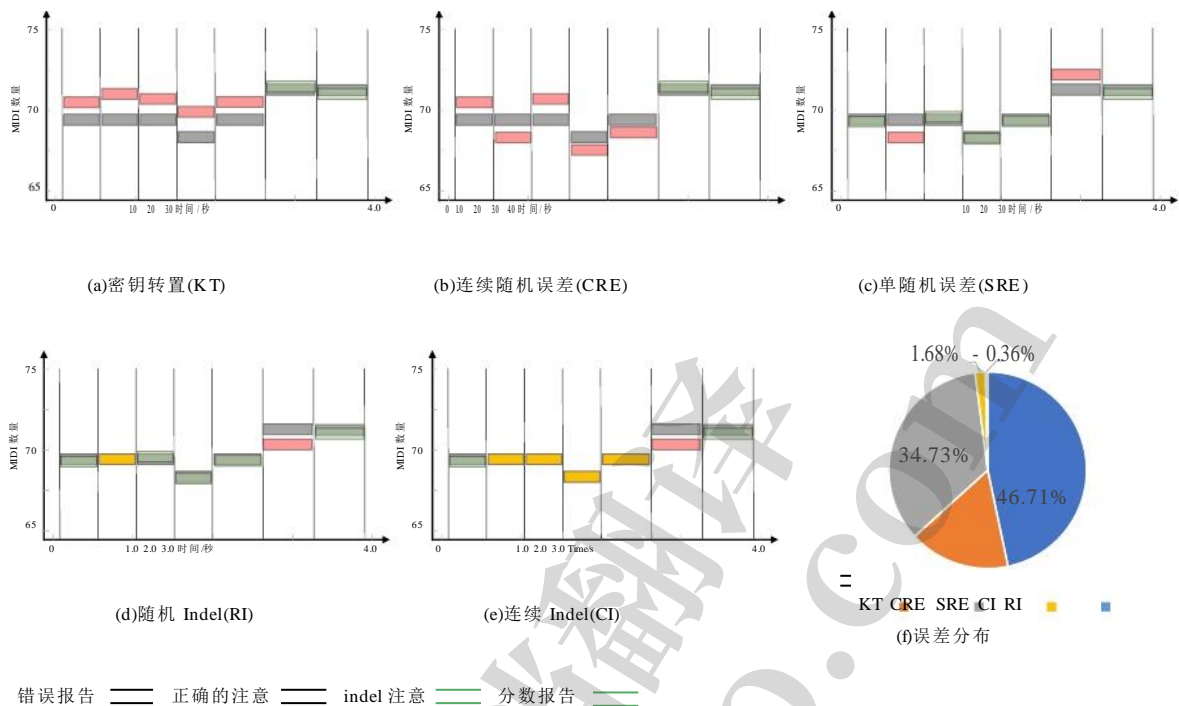 75
70
65
MIDI 数量
0 10 20 30 时间/秒 4.0
75
70
65
MIDI 数量
0 10 20 30 40 时间/秒
75
70
65
MIDI 数量
0 10 20 30 时间/秒 4.0
(a)密钥转置(KT)
(b)连续随机误差(CRE)
(c)单随机误差(SRE)
75
70
65
MIDI 数量
0 1.0 2.0 3.0 时间/秒 4.0
75
70
65
MIDI 数量
0 1.0 2.0 3.0 Time/s 4.0
1.68% - 0.36%
34.73%
46.71%
KT CRE SRE CI RI
(d)随机 Indel(RI)
(e)连续 Indel(CI)
(f)误差分布
错误报告 正确的注意 indel 注意 分数报告